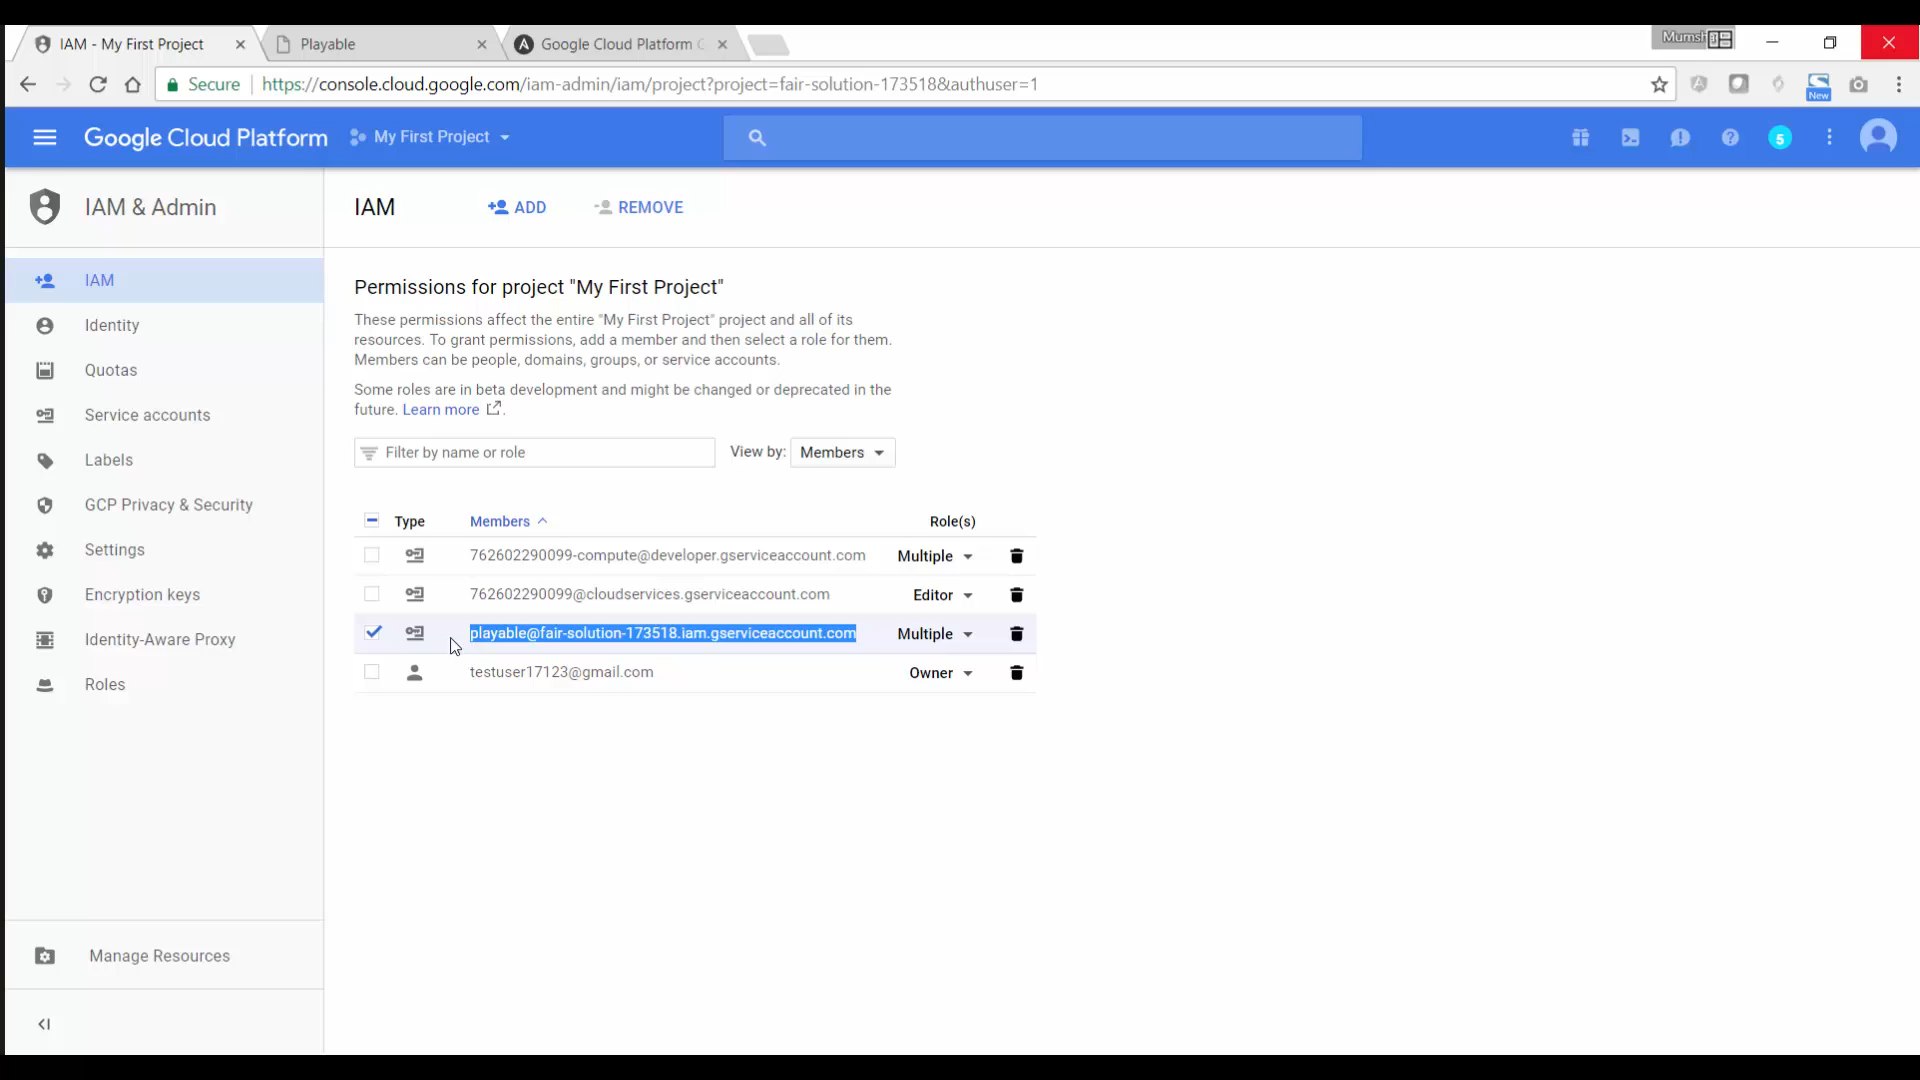 IAM - My First Project
Playable
Google Cloud Platform
Secure https://console.cloud.google.com/iam-admin/iam/project?project=fair-solution-173518&authuser=1
New
Google Cloud Platform
My First Project
5
IAM & Admin
IAM
ADD
REMOVE
IAM
Identity
Quotas
Service accounts
Labels
GCP Privacy & Security
Settings
Encryption keys
Identity-Aware Proxy
Roles
Manage Resources
Permissions for project "My First Project"
These permissions affect the entire "My First Project" project and all of its
resources. To grant permissions, add a member and then select a role for them.
Members can be people, domains, groups, or service accounts.
Some roles are in beta development and might be changed or deprecated in the
future. Learn more .
Filter by name or role
View by: Members
Type Members Role(s)
762602290099-compute@developer.gserviceaccount.com Multiple
762602290099@cloudservices.gserviceaccount.com Editor
playable@fair-solution-173518.iam.gserviceaccount.com Multiple
testuser17123@gmail.com Owner